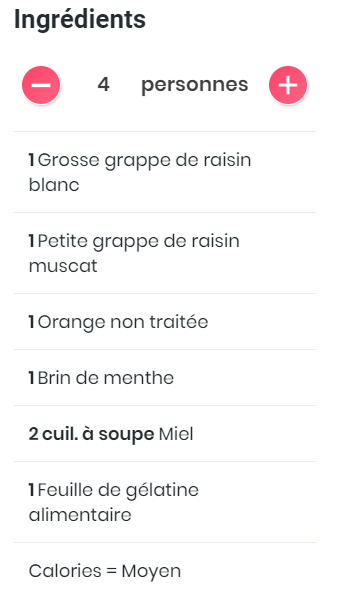 Ingrédients
4 personnes
1 Grosse grappe de raisin
blanc
1 Petite grappe de raisin
muscat
1 Orange non traitée
1 Brin de menthe
2 cuil. à soupe Miel
1 Feuille de gélatine
alimentaire
Calories = Moyen